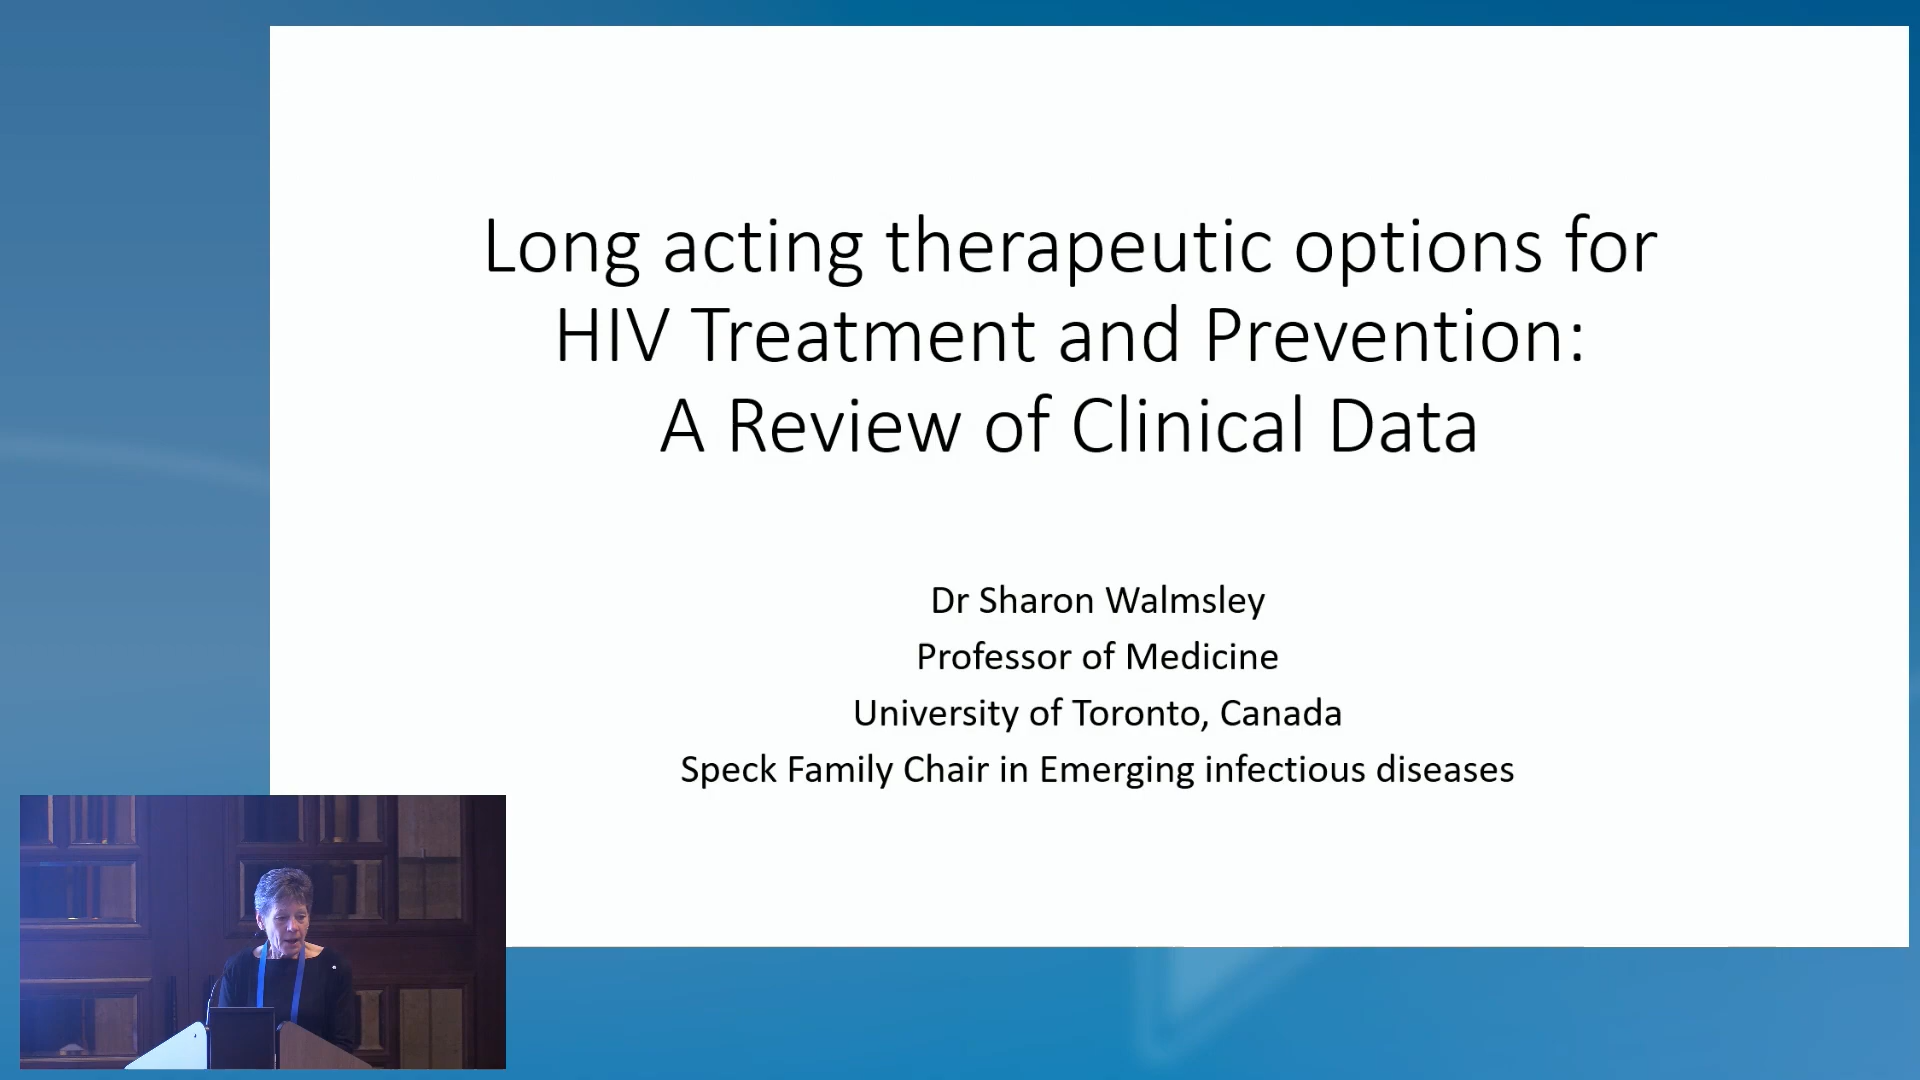 Long acting therapeutic options for
HIV Treatment and Prevention:
A Review of Clinical Data
Dr Sharon Walmsley
Professor of Medicine
University of Toronto, Canada
Speck Family Chair in Emerging infectious diseases